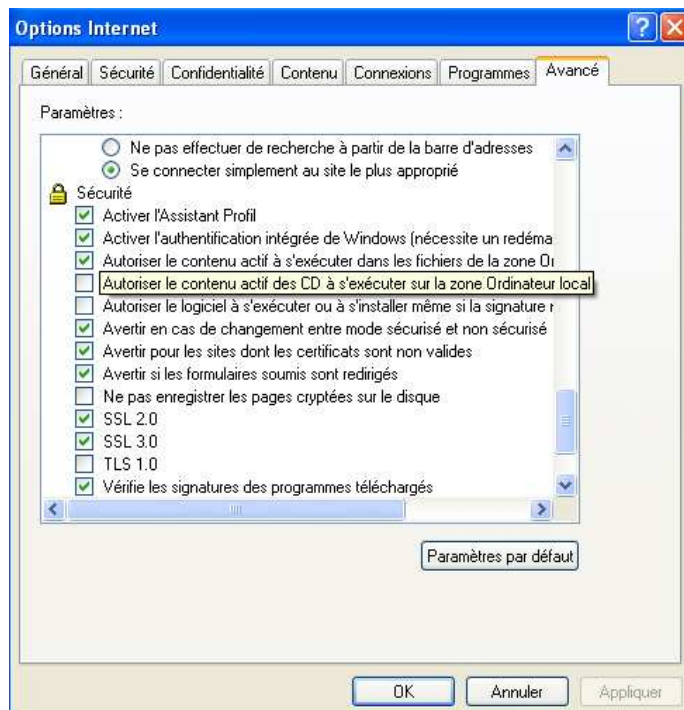 Options Internet
Général Sécurité Confidentialité Contenu Connexions Programmes Avancé
Paramètres :
Ne pas effectuer de recherche à partir de la barre d'adresses
Se connecter simplement au site le plus approprié
Sécurité
Activer l'Assistant Profil
Activer l'authentification intégrée de Windows (nécessite un redéma
Autoriser le contenu actif à s'exécuter dans les fichiers de la zone Or
Autoriser le contenu actif des CD à s'exécuter sur la zone Ordinateur local
Autoriser le logiciel à s'exécuter ou à s'installer même si la signature r
Avertir en cas de changement entre mode sécurisé et non sécurisé
Avertir pour les sites dont les certificats sont non valides
Avertir si les formulaires soumis sont redirigés
Ne pas enregistrer les pages cryptées sur le disque
SSL 2.0
SSL 3.0
TLS 1.0
Vérifie les signatures des programmes téléchargés
Paramètres par défaut
OK Annuler Appliquer